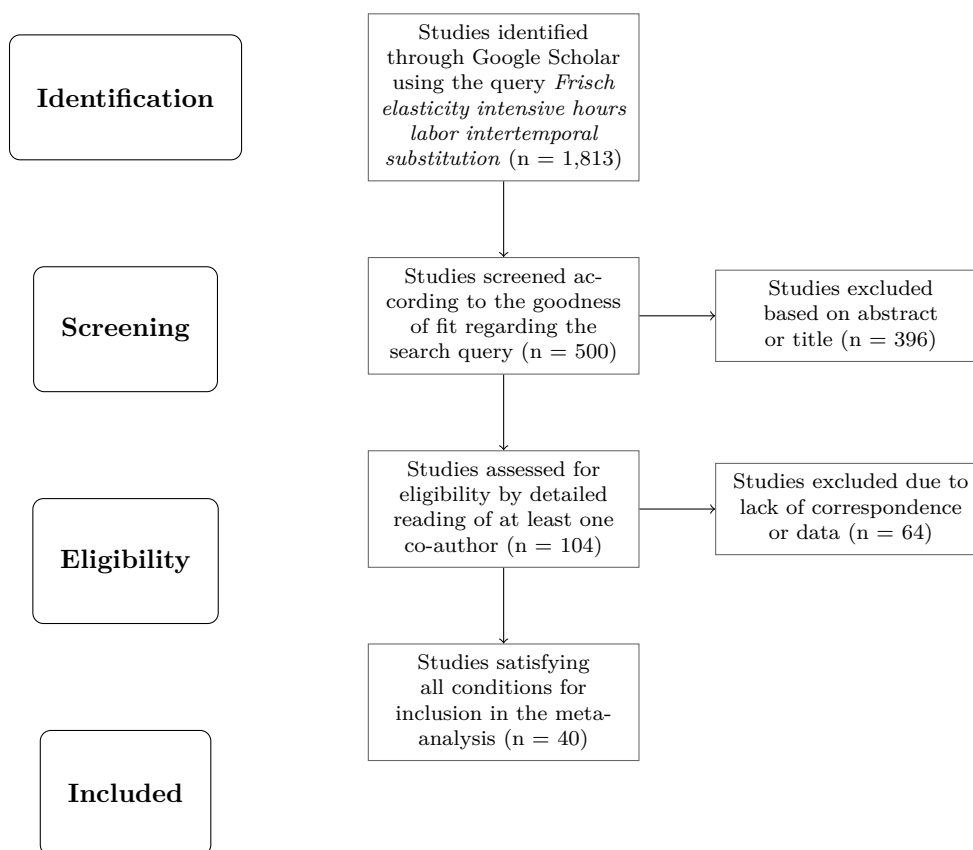 Identification
Studies identified
through Google Scholar
using the query Frisch
elasticity intensive hours
labor intertemporal
substitution (n = 1,813)
Screening
Studies screened ac-
cording to the goodness
of fit regarding the
search query (n = 500)
Studies excluded
based on abstract
or title (n = 396)
Eligibility
Studies assessed for
eligibility by detailed
reading of at least one
co-author (n = 104)
Studies excluded due to
lack of correspondence
or data (n = 64)
Included
Studies satisfying
all conditions for
inclusion in the meta-
analysis (n = 40)